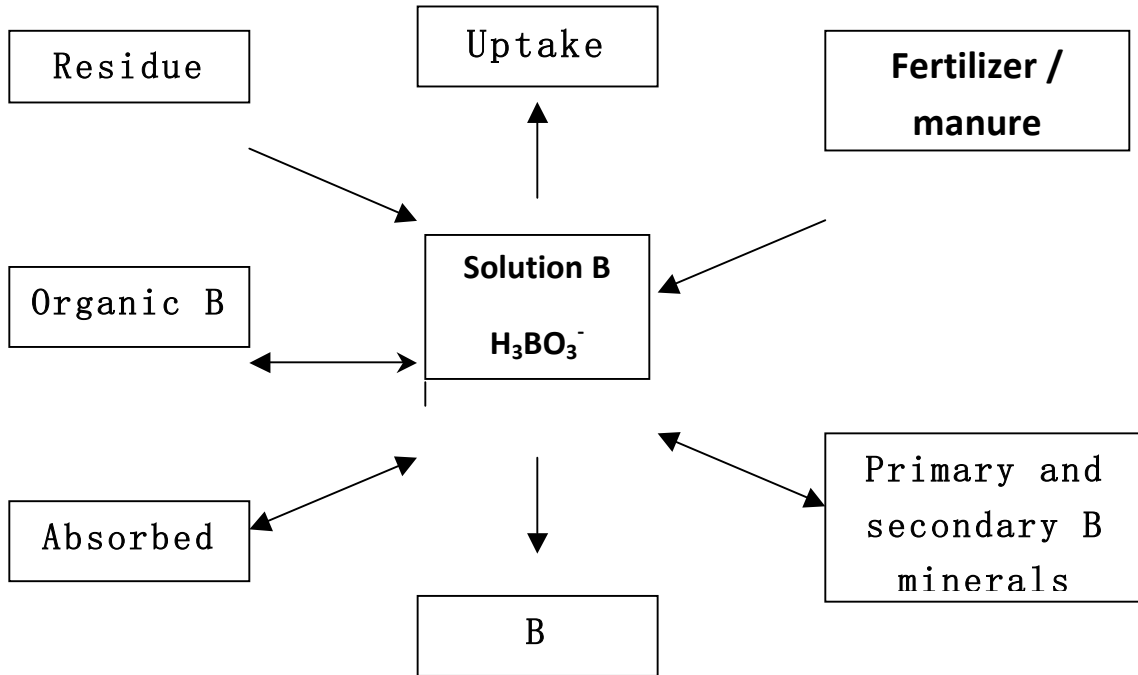 Residue
Uptake
Fertilizer /
manure
Solution B
H₃BO₃⁻
Organic B
Absorbed
Primary and
secondary B
minerals
B